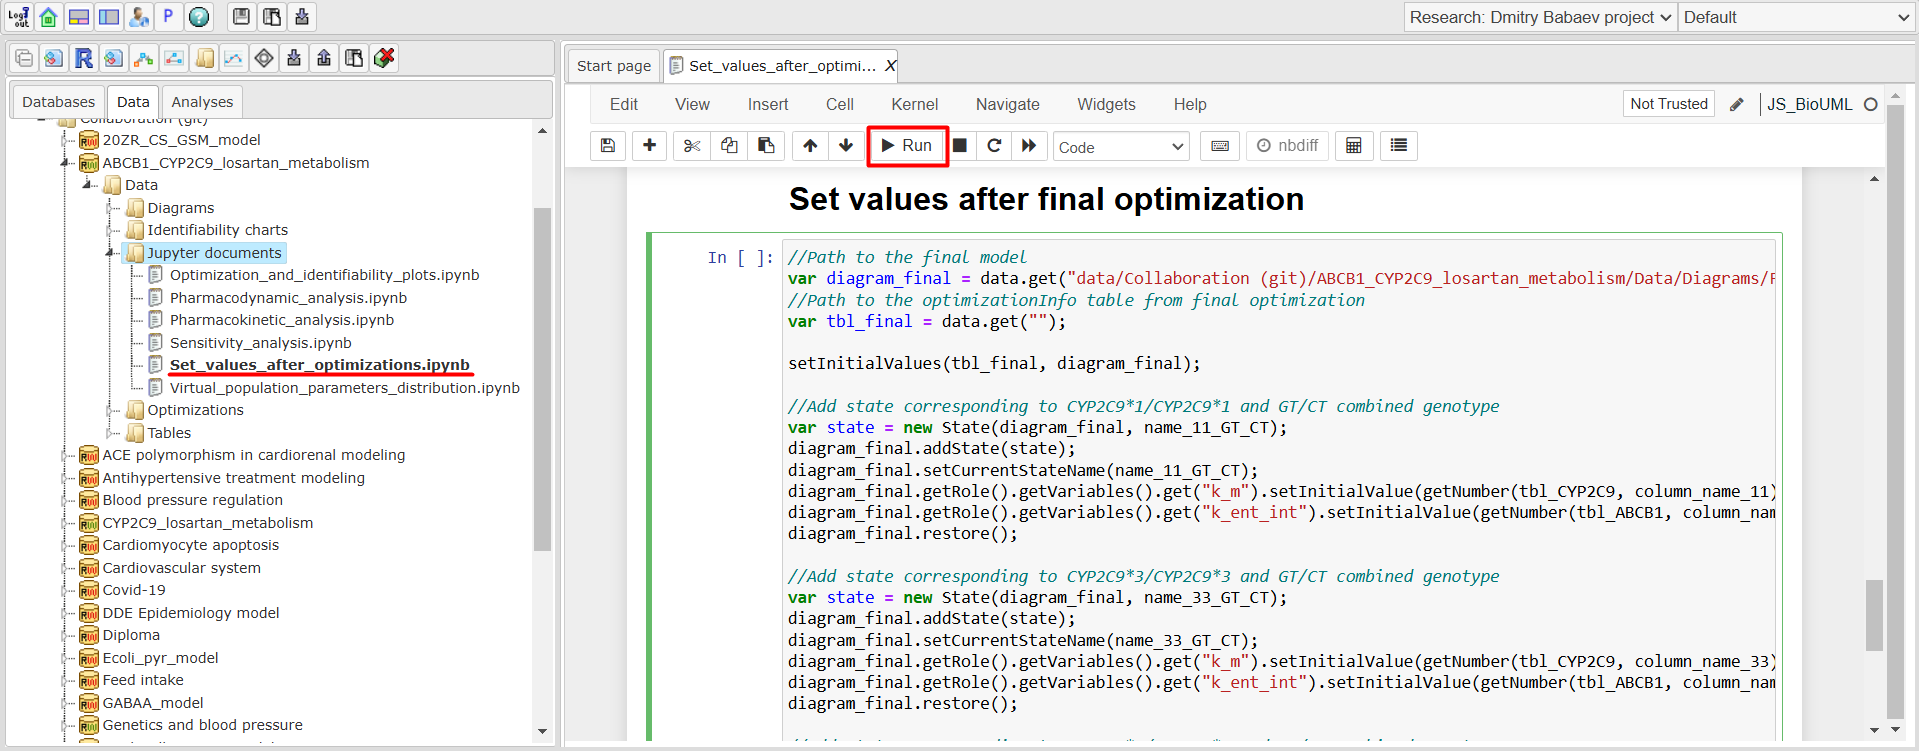 Log out
P
Research: Dmitry Babaev project
Default
R
Databases
Data
Analyses
Collaboration (git)
20ZR_CS_GSM_model
ABCB1_CYP2C9_losartan_metabolism
Data
Diagrams
Identifiability charts
Jupyter documents
Optimization_and_identifiability_plots.ipynb
Pharmacodynamic_analysis.ipynb
Pharmacokinetic_analysis.ipynb
Sensitivity_analysis.ipynb
Set_values_after_optimizations.ipynb
Virtual_population_parameters_distribution.ipynb
Optimizations
Tables
ACE polymorphism in cardiorenal modeling
Antihypertensive treatment modeling
Blood pressure regulation
CYP2C9_losartan_metabolism
Cardiomyocyte apoptosis
Cardiovascular system
Covid-19
DDE Epidemiology model
Diploma
Ecoli_pyr_model
Feed intake
GABAA_model
Genetics and blood pressure
Start page
Set_values_after_optimi... X
Edit View Insert Cell Kernel Navigate Widgets Help
Not Trusted
JS_BioUML
Run
Code
nbdiff
Set values after final optimization
In [ ]:
//Path to the final model
var diagram_final = data.get("data/Collaboration (git)/ABCB1_CYP2C9_losartan_metabolism/Data/Diagrams/
//Path to the optimizationInfo table from final optimization
var tbl_final = data.get("");
setInitialValues(tbl_final, diagram_final);
//Add state corresponding to CYP2C9*1/CYP2C9*1 and GT/CT combined genotype
var state = new State(diagram_final, name_11_GT_CT);
diagram_final.addState(state);
diagram_final.setCurrentStateName(name_11_GT_CT);
diagram_final.getRole().getVariables().get("k_m").setInitialValue(getNumber(tbl_CYP2C9, column_name_11)
diagram_final.getRole().getVariables().get("k_ent_int").setInitialValue(getNumber(tbl_ABCB1, column_nam
diagram_final.restore();
//Add state corresponding to CYP2C9*3/CYP2C9*3 and GT/CT combined genotype
var state = new State(diagram_final, name_33_GT_CT);
diagram_final.addState(state);
diagram_final.setCurrentStateName(name_33_GT_CT);
diagram_final.getRole().getVariables().get("k_m").setInitialValue(getNumber(tbl_CYP2C9, column_name_33)
diagram_final.getRole().getVariables().get("k_ent_int").setInitialValue(getNumber(tbl_ABCB1, column_nam
diagram_final.restore();